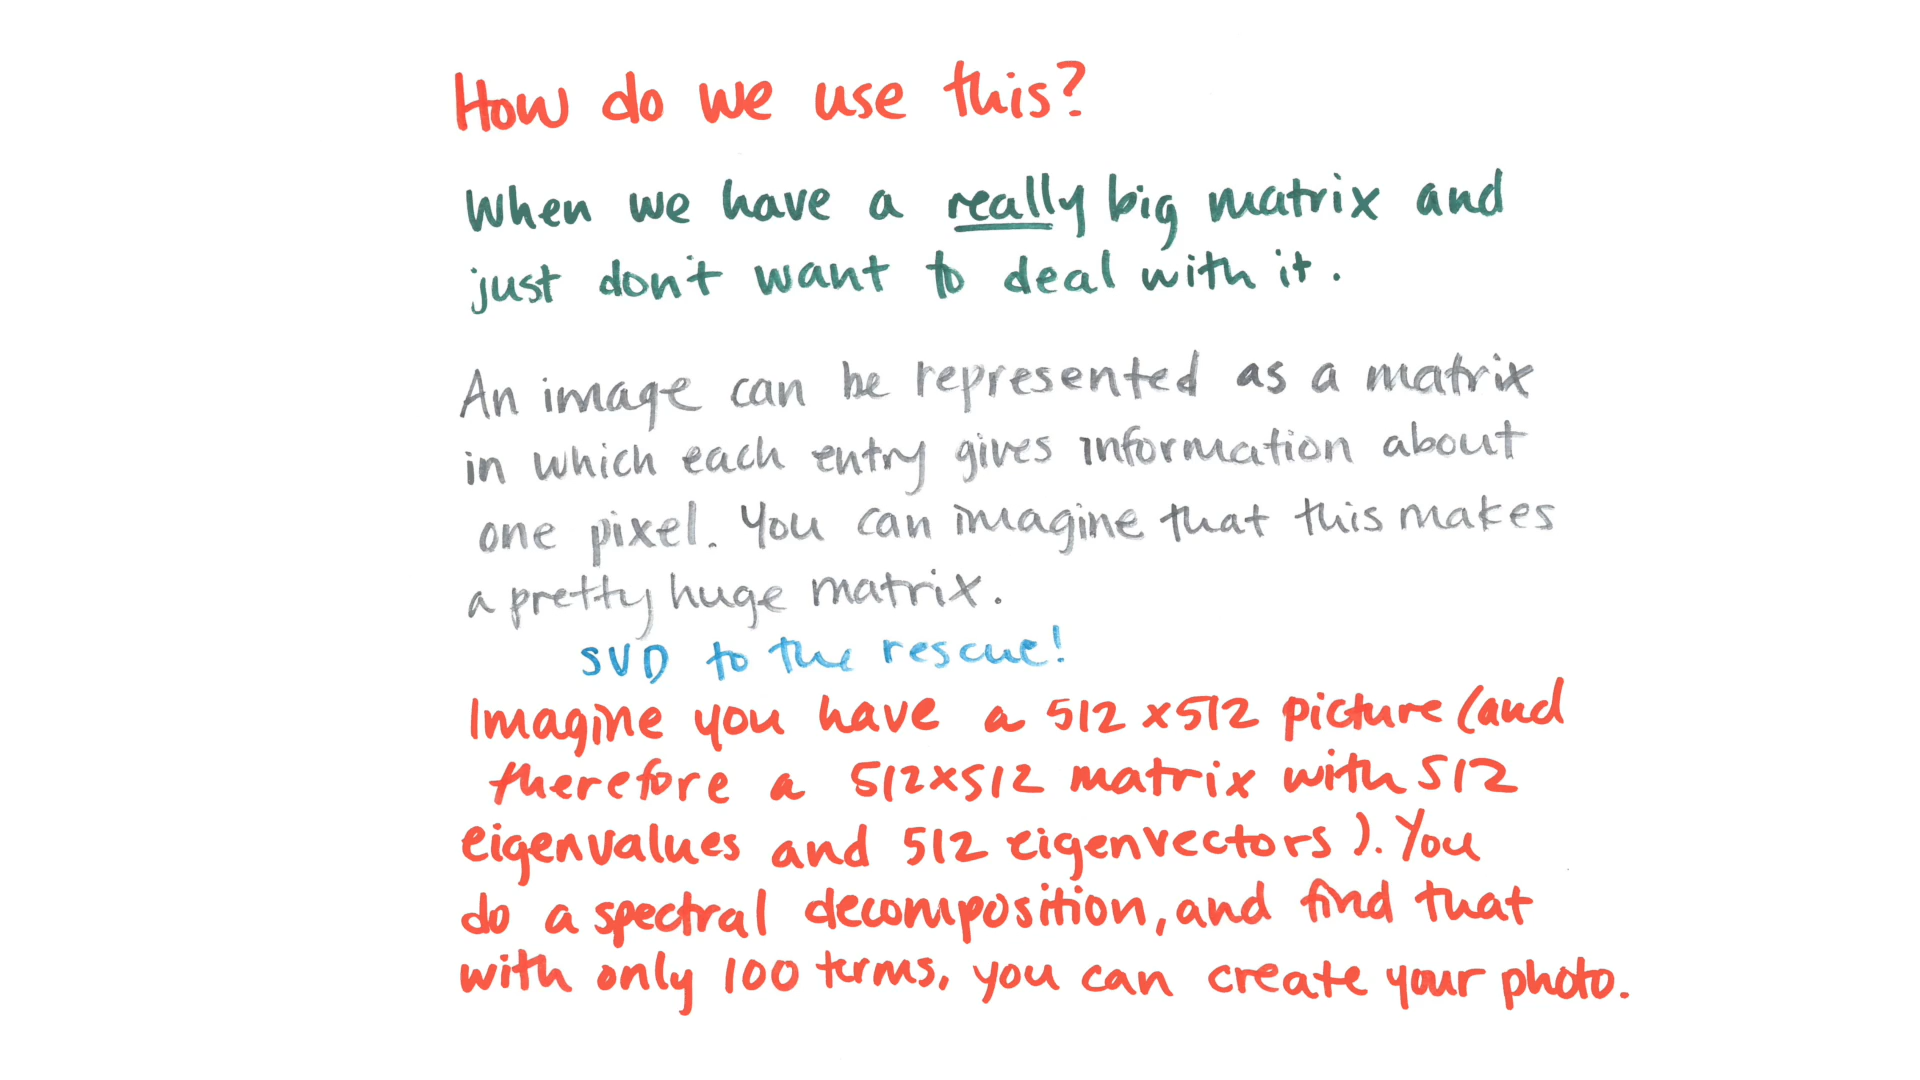 How do we use this?
When we have a really big matrix and
just don't want to deal with it.
An image can be represented as a matrix
in which each entry gives information about
one pixel. You can imagine that this makes
a pretty huge matrix.
SVD to the rescue!
Imagine you have a 512x512 picture (and
therefore a 512x512 matrix with 512
eigenvalues and 512 eigenvectors). You
do a spectral decomposition, and find that
with only 100 terms, you can create your photo.